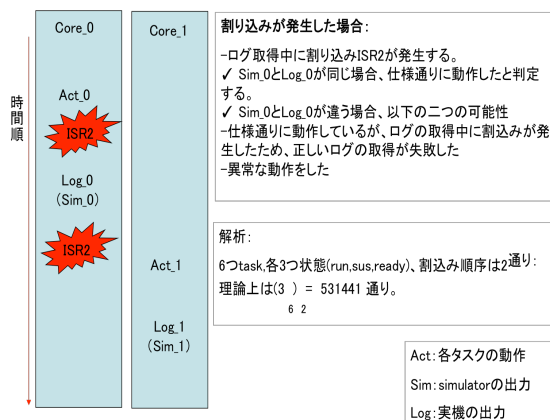 Core_0
Core_1
時間順
Act_0
ISR2
Log_0
(Sim_0)
ISR2
Act_1
Log_1
(Sim_1)
割り込みが発生した場合:
-ログ取得中に割り込みISR2が発生する。
✓ Sim_0とLog_0が同じ場合、仕様通りに動作したと判定
する。
✓ Sim_0とLog_0が違う場合、以下の二つの可能性
-仕様通りに動作しているが、ログの取得中に割込みが発
生したため、正しいログの取得が失敗した
-異常な動作をした
解析:
6つtask,各3つ状態(run,sus,ready)、割込み順序は2通り:
理論上は(3 ) = 531441 通り。
6 2
Act:各タスクの動作
Sim:simulatorの出力
Log:実機の出力